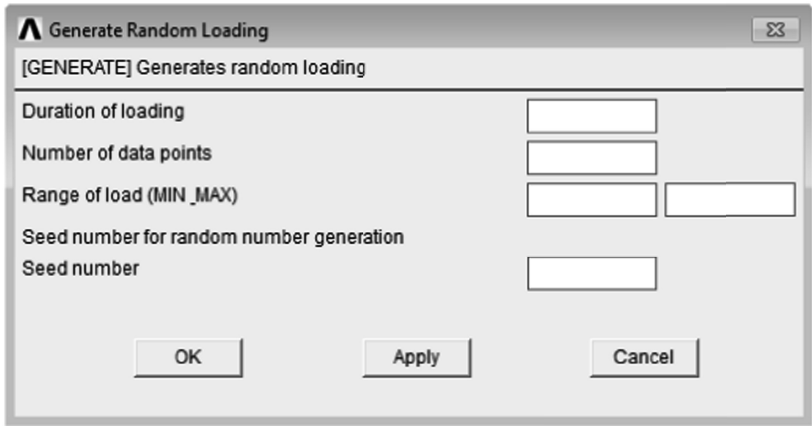 Generate Random Loading
[GENERATE] Generates random loading
Duration of loading
Number of data points
Range of load (MIN _MAX)
Seed number for random number generation
Seed number
OK Apply Cancel